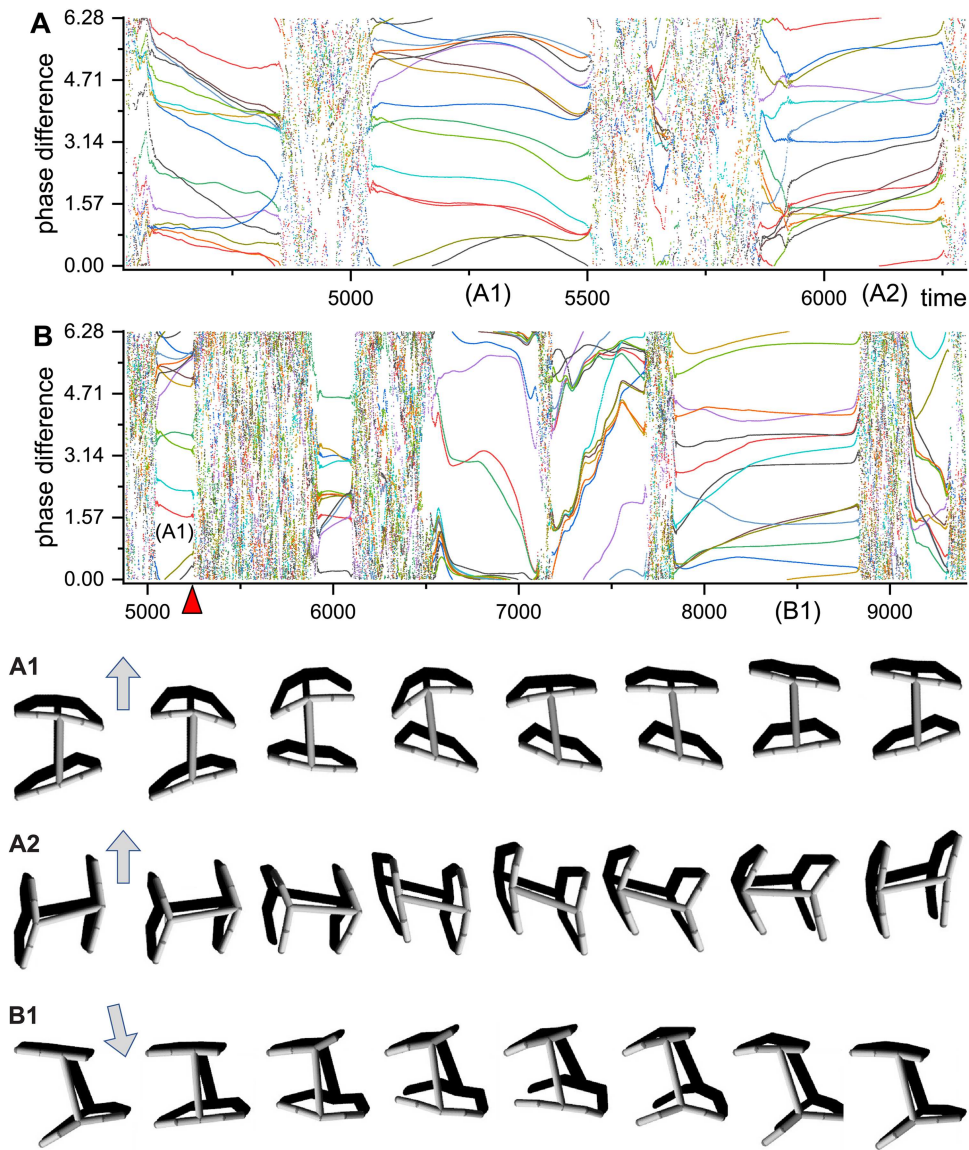 A
phase difference
6.28
4.71
3.14
1.57
0.00
5000
(A1)
5500
6000
(A2)
time
B
phase difference
6.28
4.71
3.14
1.57
0.00
(A1)
5000
6000
7000
8000
(B1)
9000
A1
A2
B1